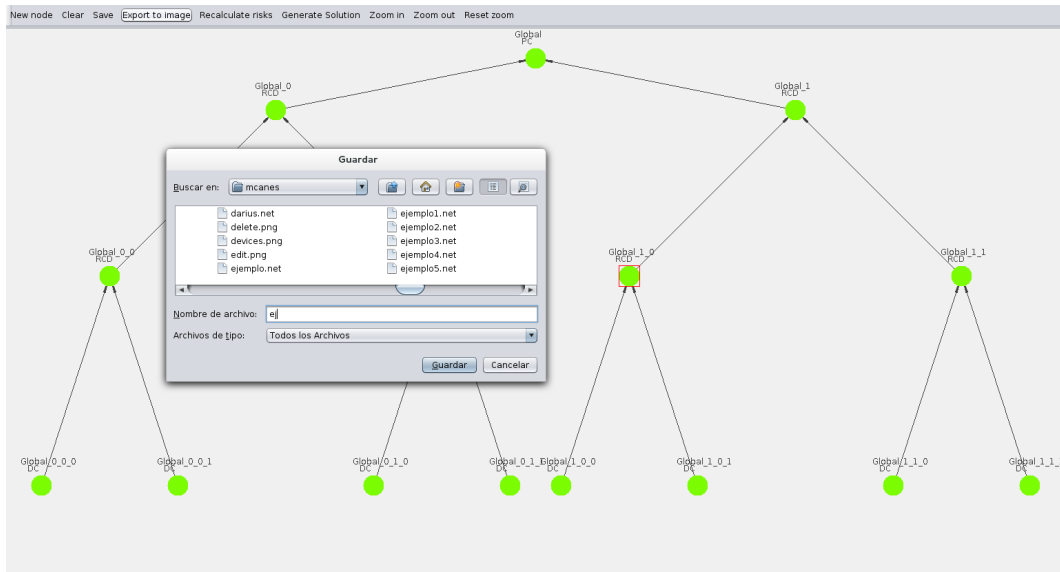 New node Clear Save Export to image Recalculate risks Generate Solution Zoom in Zoom out Reset zoom
Global
PC
Global_0
RCD
Global_1
RCD
Guardar
Buscar en: mcanes
darius.net
delete.png
devices.png
edit.png
ejemplo.net
ejemplo1.net
ejemplo2.net
ejemplo3.net
ejemplo4.net
ejemplo5.net
Nombre de archivo: ej
Archivos de tipo: Todos los Archivos
Guardar Cancelar
Global_0_0
RCD
Global_1_0
RCD
Global_1_1
RCD
Global_0_0_0
DC
Global_0_0_1
DC
Global_0_1_0
DC
Global_0_1_1
DC
Global_1_0_0
DC
Global_1_0_1
DC
Global_1_1_0
DC
Global_1_1_
DC